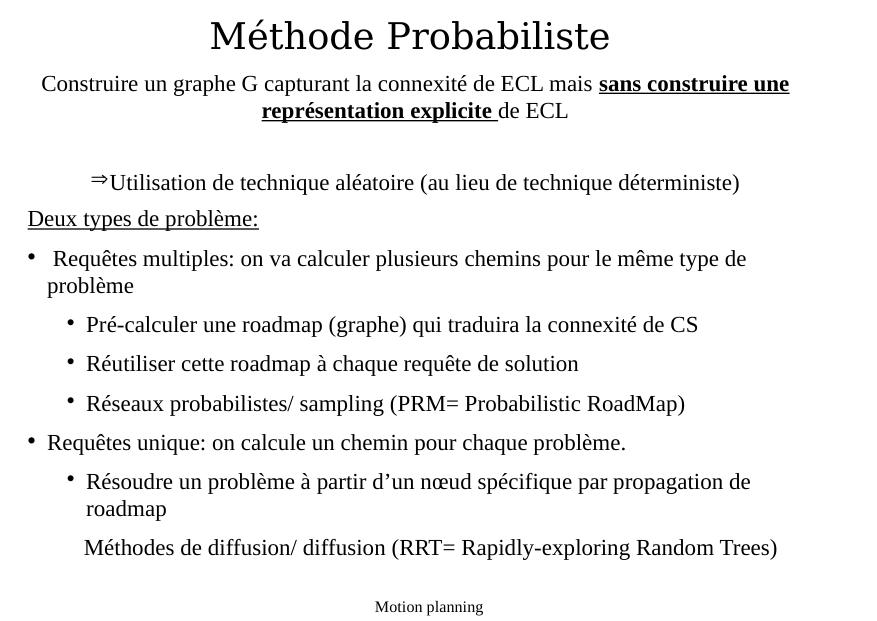 Méthode Probabiliste
Construire un graphe G capturant la connexité de ECL mais sans construire une
représentation explicite de ECL
⇒Utilisation de technique aléatoire (au lieu de technique déterministe)
Deux types de problème:
• Requêtes multiples: on va calculer plusieurs chemins pour le même type de
problème
• Pré-calculer une roadmap (graphe) qui traduira la connexité de CS
• Réutiliser cette roadmap à chaque requête de solution
• Réseaux probabilistes/ sampling (PRM= Probabilistic RoadMap)
• Requêtes unique: on calcule un chemin pour chaque problème.
• Résoudre un problème à partir d’un nœud spécifique par propagation de
roadmap
Méthodes de diffusion/ diffusion (RRT= Rapidly-exploring Random Trees)
Motion planning